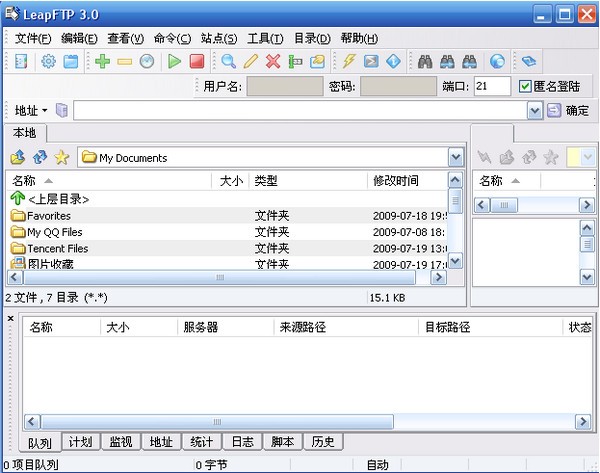 LeapFTP 3.0
文件(F) 编辑(E) 查看(V) 命令(C) 站点(S) 工具(T) 目录(D) 帮助(H)
用户名: 密码: 端口: 21 匿名登陆
地址 确定
本地
My Documents
名称 大小 类型 修改时间 名称
<上层目录>
Favorites 文件夹 2009-07-18 19:
My QQ Files 文件夹 2009-07-08 18:
Tencent Files 文件夹 2009-07-19 13:
图片收藏 文件夹 2009-07-19 17:
2 文件 , 7 目录 (*.*) 15.1 KB
名称 大小 服务器 来源路径 目标路径 状态
队列 计划 监视 地址 统计 日志 脚本 历史
0 项目队列 0 字节 自动